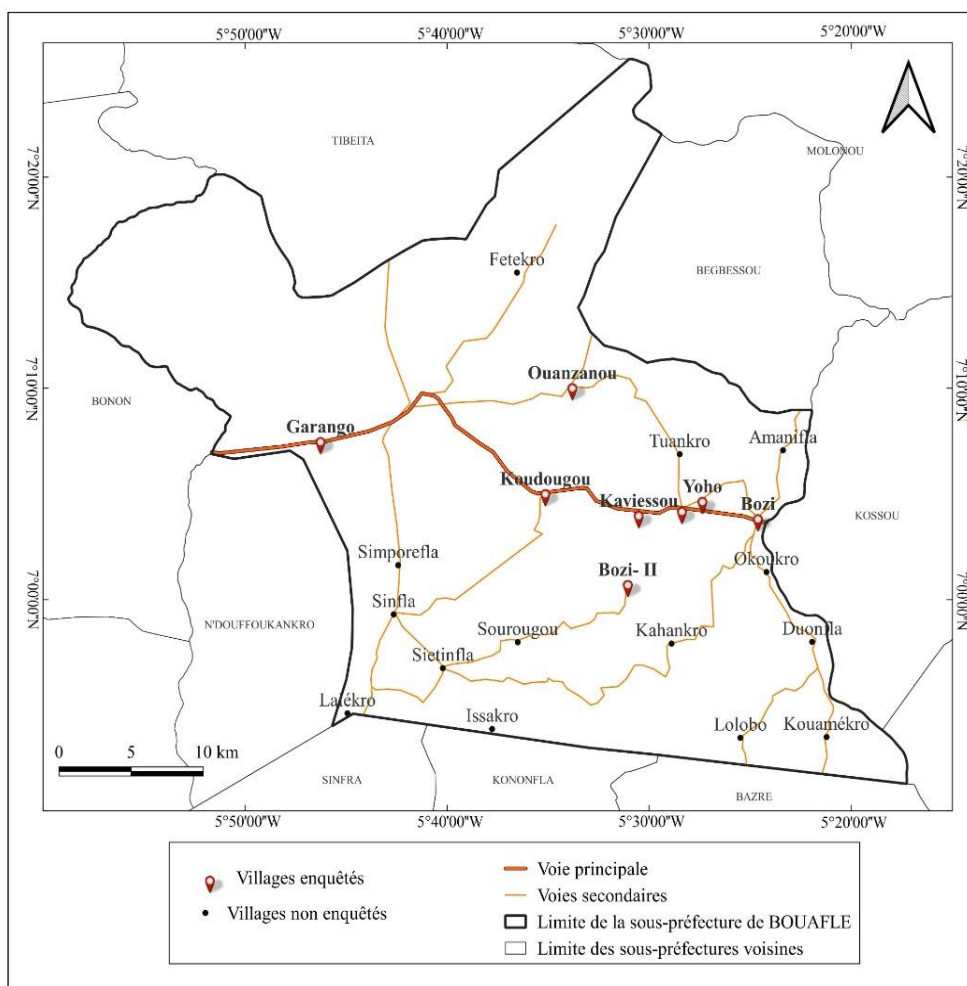 5°50'00"W 5°40'00"W 5°30'00"W 5°20'00"W
TIBEITA
MOLONOU
7°20'00"N 7°20'00"N
Fetekro
BEGBESSOU
Ouanzanou
7°10'00"N 7°10'00"N
BONON
Garango
Tuankro Amanifla
Koudougou
Kaviessou Yoho Bozi
KOSSOU
Simporefla
Bozi- II
Okoukro
7°00'00"N 7°00'00"N
Sinfla
N'DOUFFOUKANKRO
Sourougou Kahankro Duonfla
Sietinfla
Laiékro
Issakro
Lolobo Kouamékro
0 5 10 km
SINFRA KONONFLA
BAZRE
5°50'00"W 5°40'00"W 5°30'00"W 5°20'00"W
Villages enquêtés
Villages non enquêtés
Voie principale
Voies secondaires
Limite de la sous-préfecture de BOUAFLE
Limite des sous-préfectures voisines